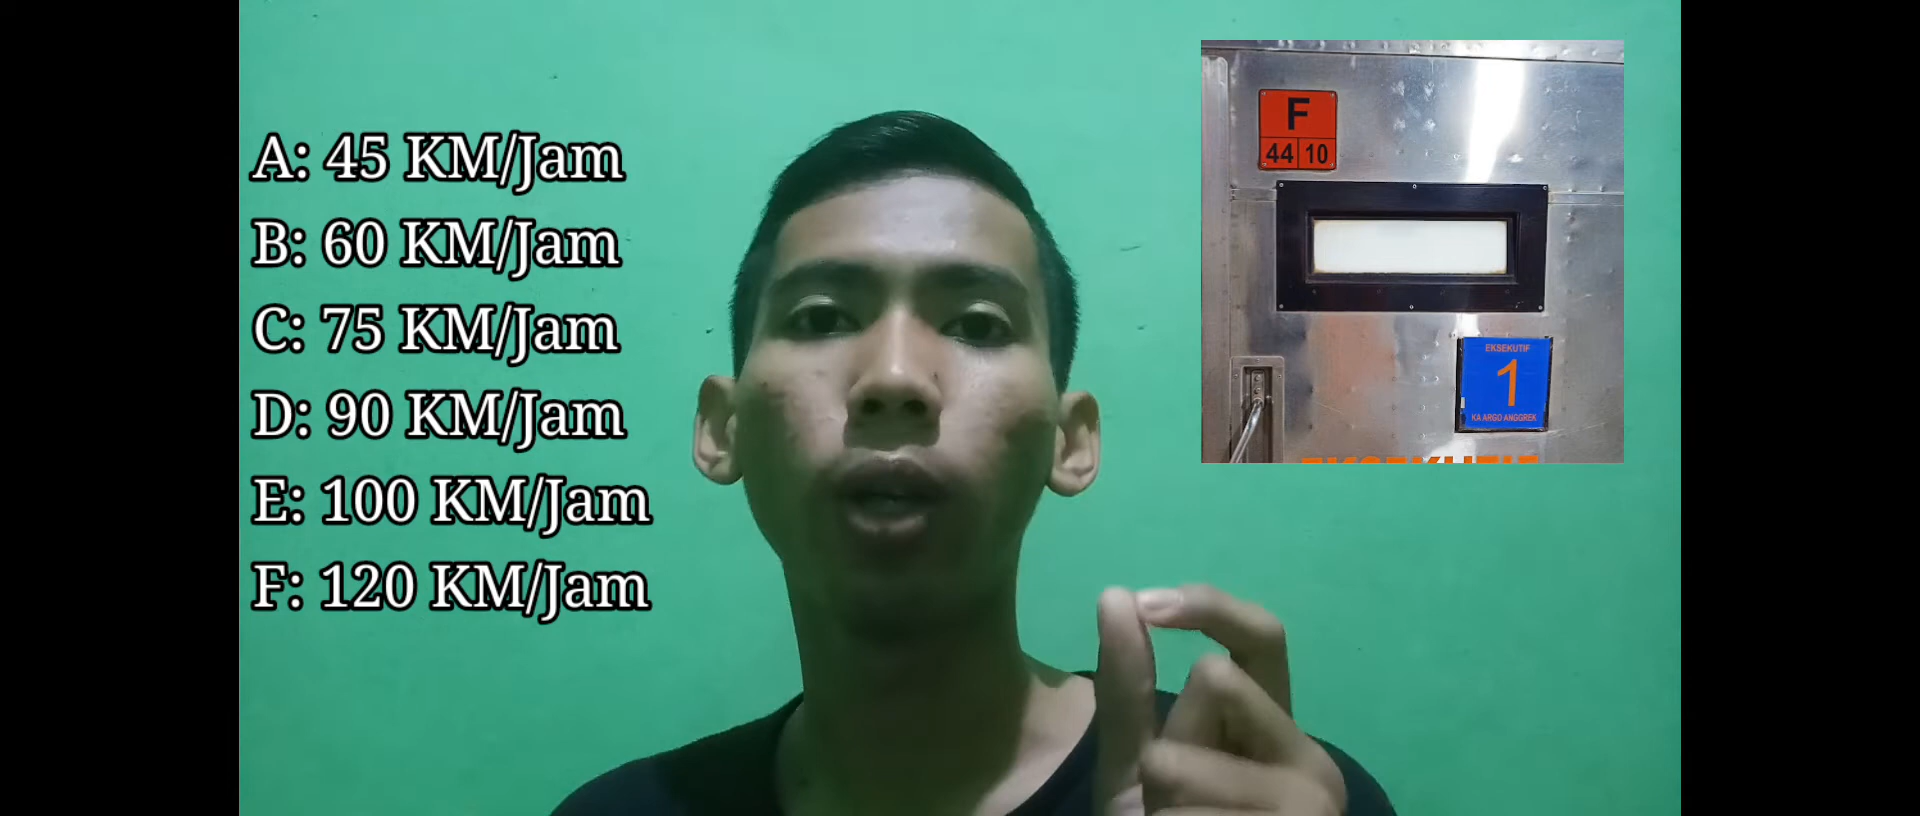 A: 45 KM/Jam
B: 60 KM/Jam
C: 75 KM/Jam
D: 90 KM/Jam
E: 100 KM/Jam
F: 120 KM/Jam
F
44 10
EKSEKUTIF
1
KA ARGO ANGGREK
EKSEKUTIF